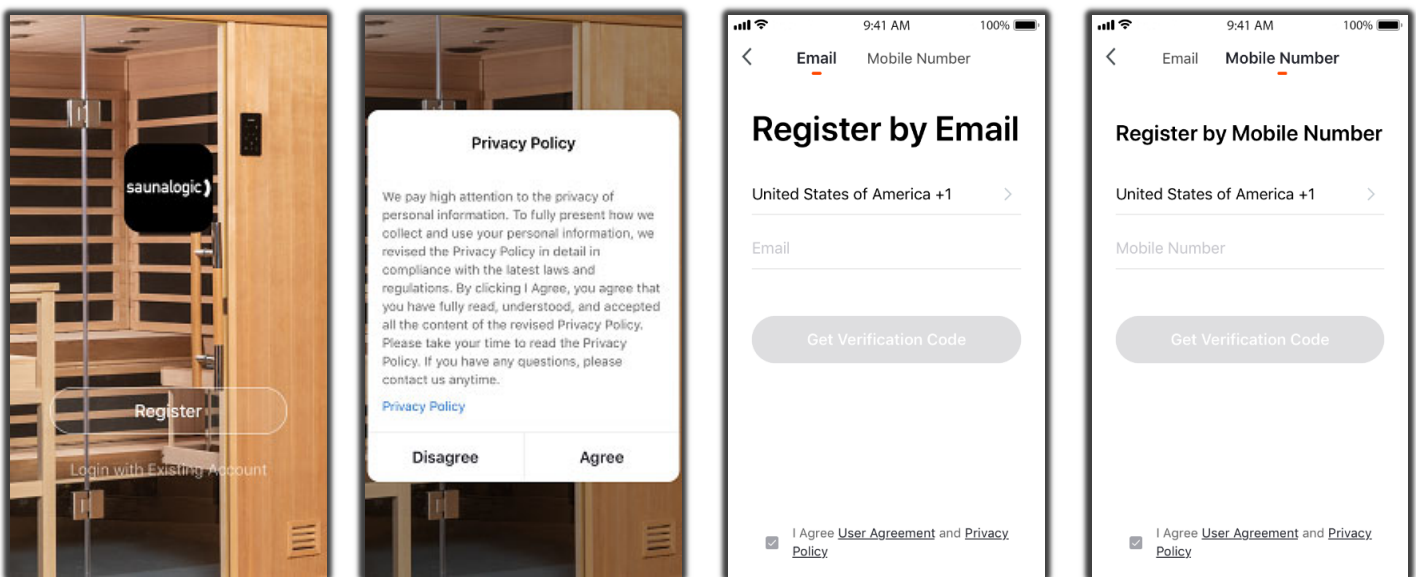 saunalogic
Register
Login with Existing Account
Privacy Policy
We pay high attention to the privacy of
personal information. To fully present how we
collect and use your personal information, we
revised the Privacy Policy in detail in
compliance with the latest laws and
regulations. By clicking I Agree, you agree that
you have fully read, understood, and accepted
all the content of the revised Privacy Policy.
Please take your time to read the Privacy
Policy. If you have any questions, please
contact us anytime.
Privacy Policy
Disagree Agree
9:41 AM 100%
Email Mobile Number
Register by Email
United States of America +1
Email
Get Verification Code
I Agree User Agreement and Privacy
Policy
9:41 AM 100%
Email Mobile Number
Register by Mobile Number
United States of America +1
Mobile Number
Get Verification Code
I Agree User Agreement and Privacy
Policy